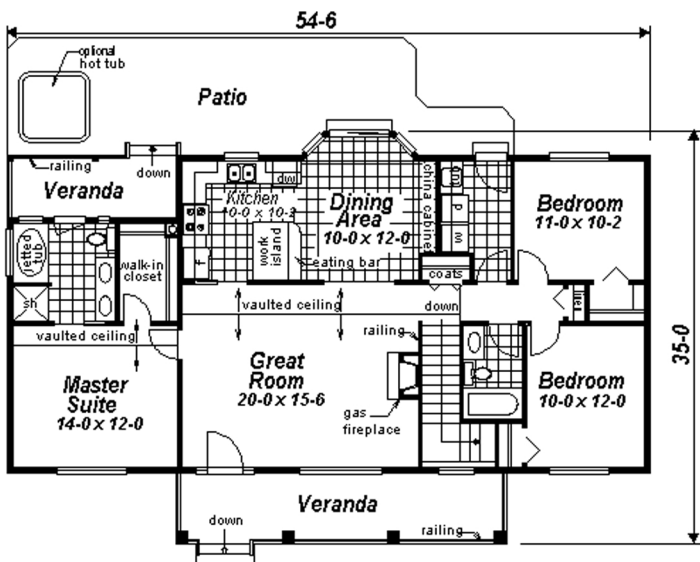 54-6
optional
hot tub
Patio
railing
down
Veranda
Kitchen
10-0 x 10-2
dw
Dining
Area
10-0 x 12-0
china cabinet
Bedroom
11-0 x 10-2
jetted
tub
walk-in
closet
work
island
eating bar
f
D
W
coats
linen
sh
vaulted ceiling
vaulted ceiling
down
railing
35-0
Master
Suite
14-0 x 12-0
Great
Room
20-0 x 15-6
gas
fireplace
Bedroom
10-0 x 12-0
Veranda
down
railing